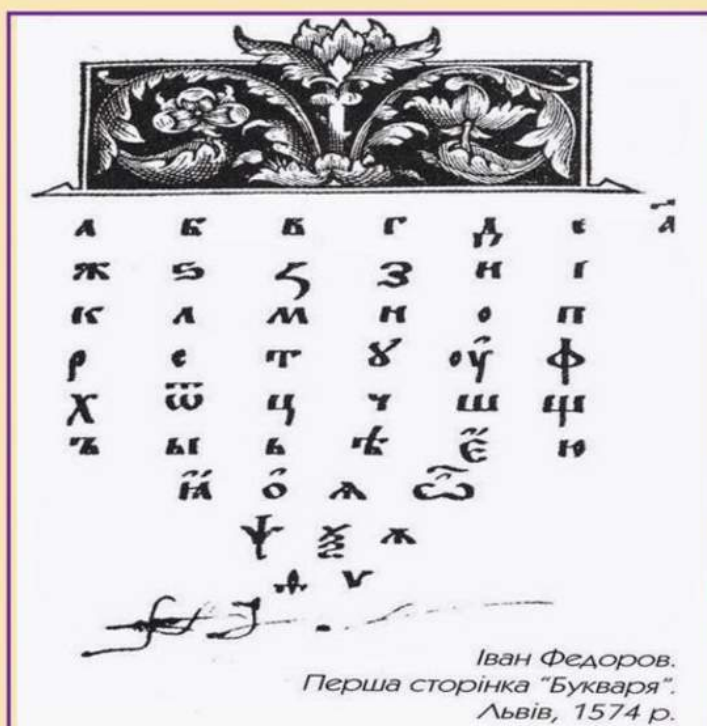 а б в г д е а҃
ж ѕ ꙁ з и і
к л м н о п
р с т ꙋ оу҆ ф
х ѿ ц ч ш щ
ъ ы ь ѣ є҆ ю
ꙗ҆ о҆ ѧ ѽ
ѱ ѯ ѫ
ѳ ѵ
Іван Федоров.
Перша сторінка "Букваря".
Львів, 1574 р.